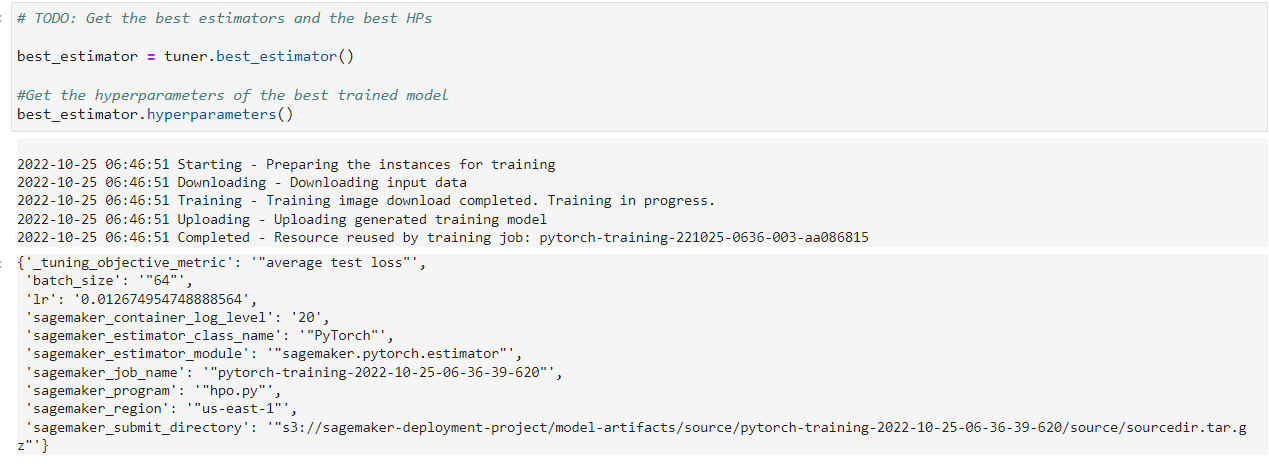 # TODO: Get the best estimators and the best HPs
best_estimator = tuner.best_estimator()
#Get the hyperparameters of the best trained model
best_estimator.hyperparameters()
2022-10-25 06:46:51 Starting - Preparing the instances for training
2022-10-25 06:46:51 Downloading - Downloading input data
2022-10-25 06:46:51 Training - Training image download completed. Training in progress.
2022-10-25 06:46:51 Uploading - Uploading generated training model
2022-10-25 06:46:51 Completed - Resource reused by training job: pytorch-training-221025-0636-003-aa086815
{'_tuning_objective_metric': '"average test loss"',
'batch_size': '"64"',
'lr': '0.012674954748888564',
'sagemaker_container_log_level': '20',
'sagemaker_estimator_class_name': '"PyTorch"',
'sagemaker_estimator_module': '"sagemaker.pytorch.estimator"',
'sagemaker_job_name': '"pytorch-training-2022-10-25-06-36-39-620"',
'sagemaker_program': '"hpo.py"',
'sagemaker_region': '"us-east-1"',
'sagemaker_submit_directory': '"s3://sagemaker-deployment-project/model-artifacts/source/pytorch-training-2022-10-25-06-36-39-620/source/sourcedir.tar.g
z"'}